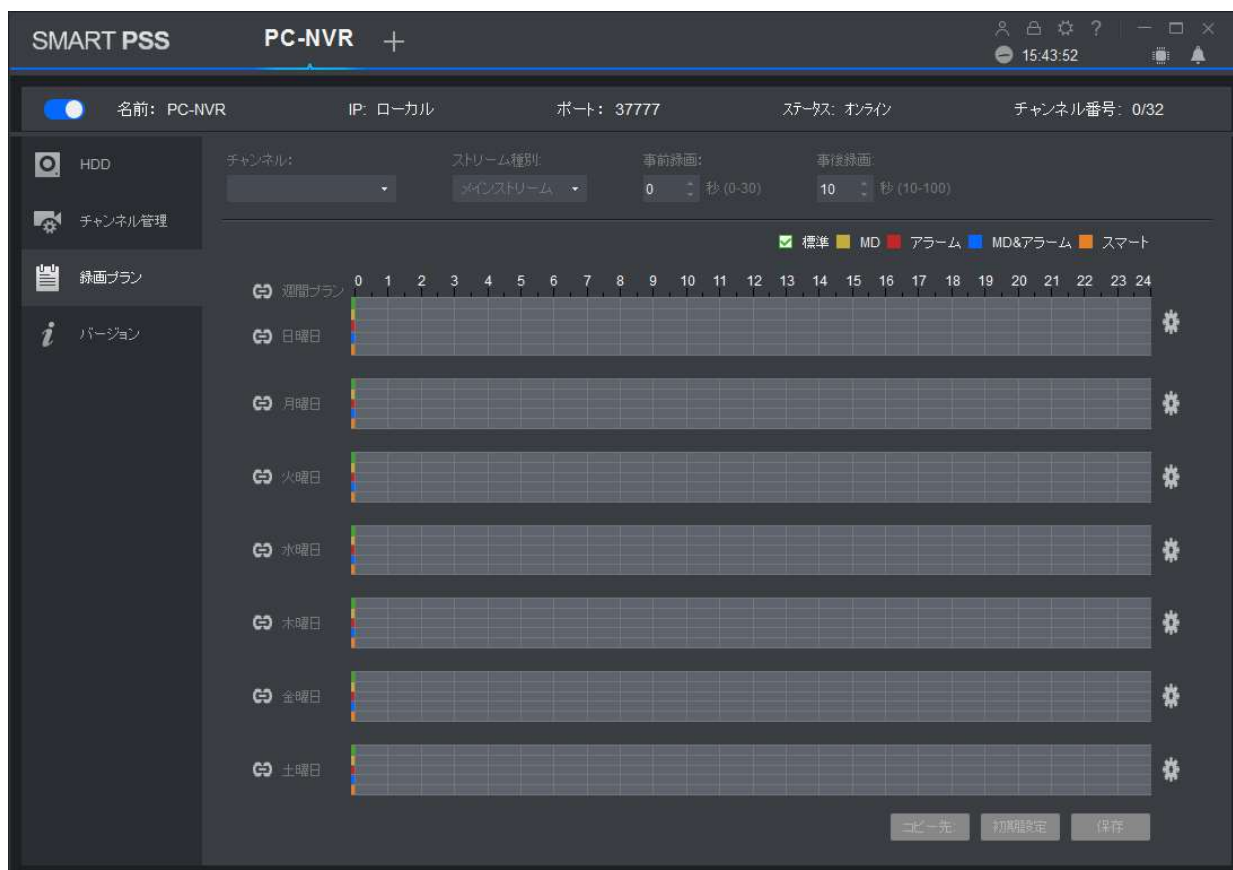 SMART PSS PC-NVR + ?
15:43:52
名前: PC-NVR IP: ローカル ポート: 37777 ステータス: オンライン チャンネル番号: 0/32
HDD
チャンネル管理
録画プラン
バージョン
チャンネル: ストリーム種別: 事前録画: 事後録画:
メインストリーム 0 秒 (0-30) 10 秒 (10-100)
標準 MD アラーム MD&アラーム スマート
週間プラン 0 1 2 3 4 5 6 7 8 9 10 11 12 13 14 15 16 17 18 19 20 21 22 23 24
日曜日
月曜日
火曜日
水曜日
木曜日
金曜日
土曜日
コピー先: 初期設定 保存